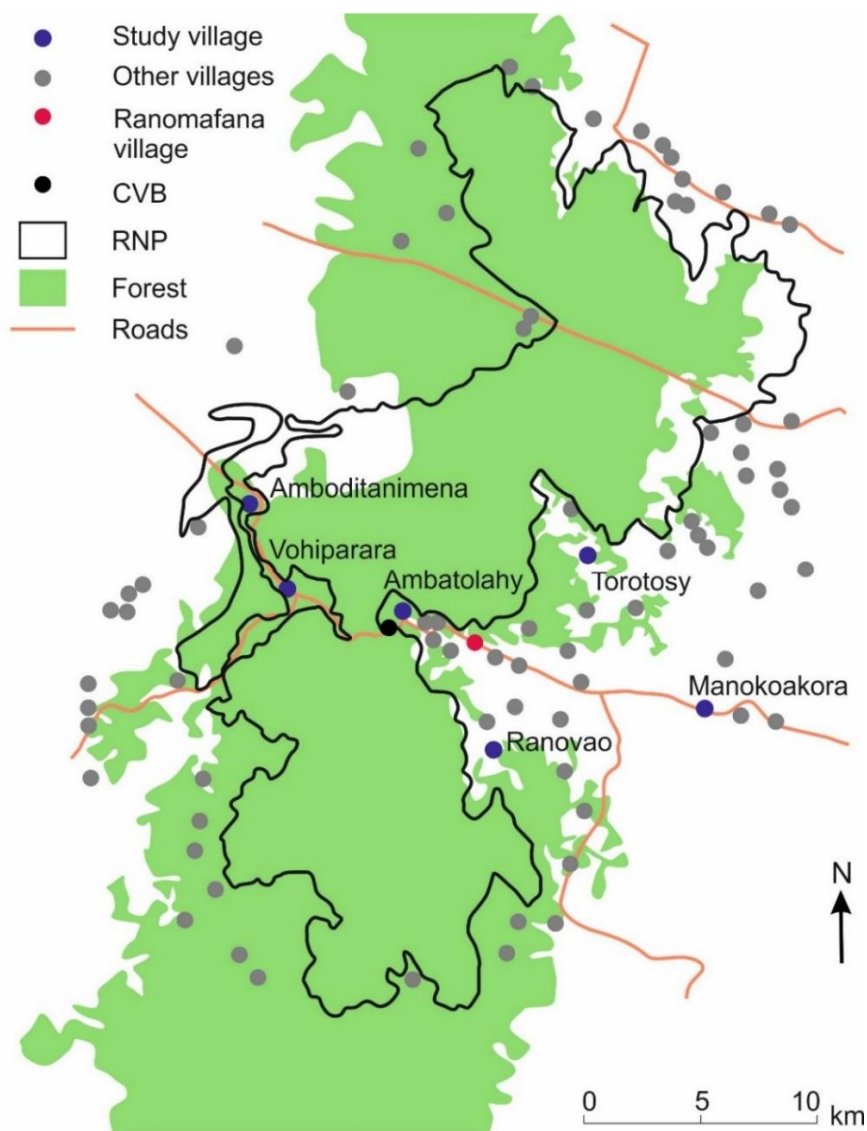 Study village
Other villages
Ranomafana
village
CVB
RNP
Forest
Roads
Amboditanimena
Vohiparara
Ambatolahy
Torotosy
Manokoakora
Ranovao
N
0 5 10
km